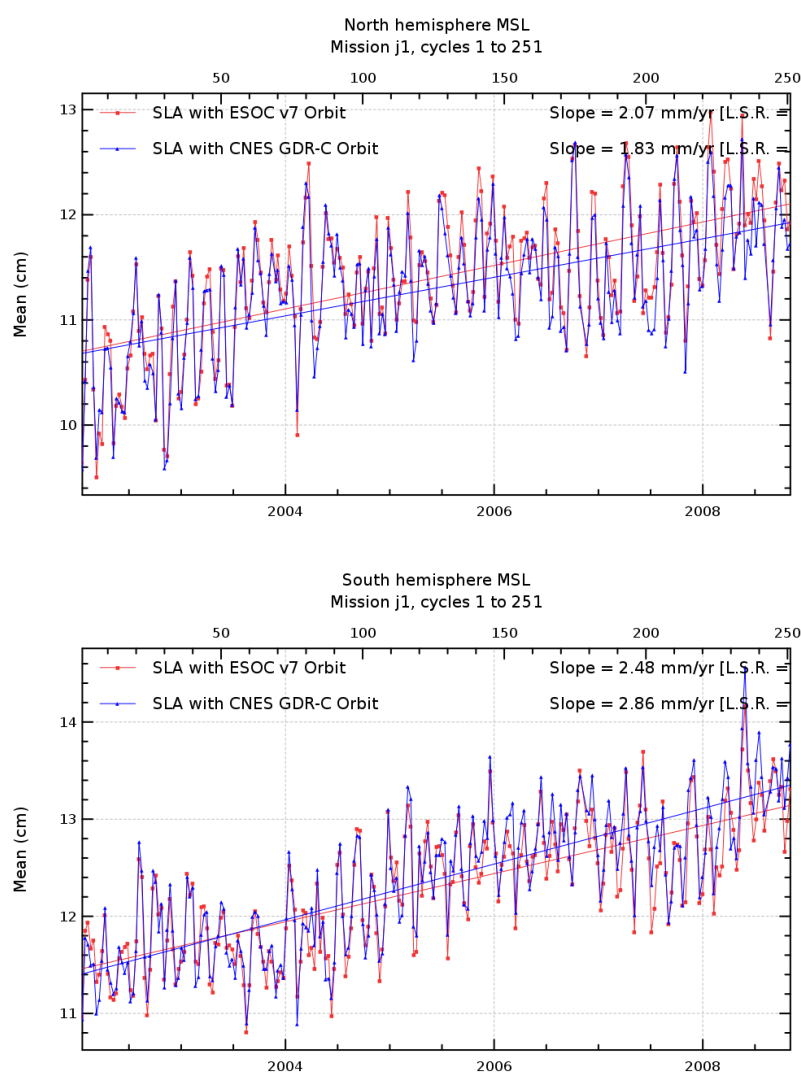 North hemisphere MSL
Mission j1, cycles 1 to 251
50 100 150 200 250
13
SLA with ESOC v7 Orbit Slope = 2.07 mm/yr [L.S.R. =
SLA with CNES GDR-C Orbit Slope = 1.83 mm/yr [L.S.R. =
12
Mean (cm)
11
10
2004 2006 2008
South hemisphere MSL
Mission j1, cycles 1 to 251
50 100 150 200 250
SLA with ESOC v7 Orbit Slope = 2.48 mm/yr [L.S.R. =
SLA with CNES GDR-C Orbit Slope = 2.86 mm/yr [L.S.R. =
14
13
Mean (cm)
12
11
2004 2006 2008